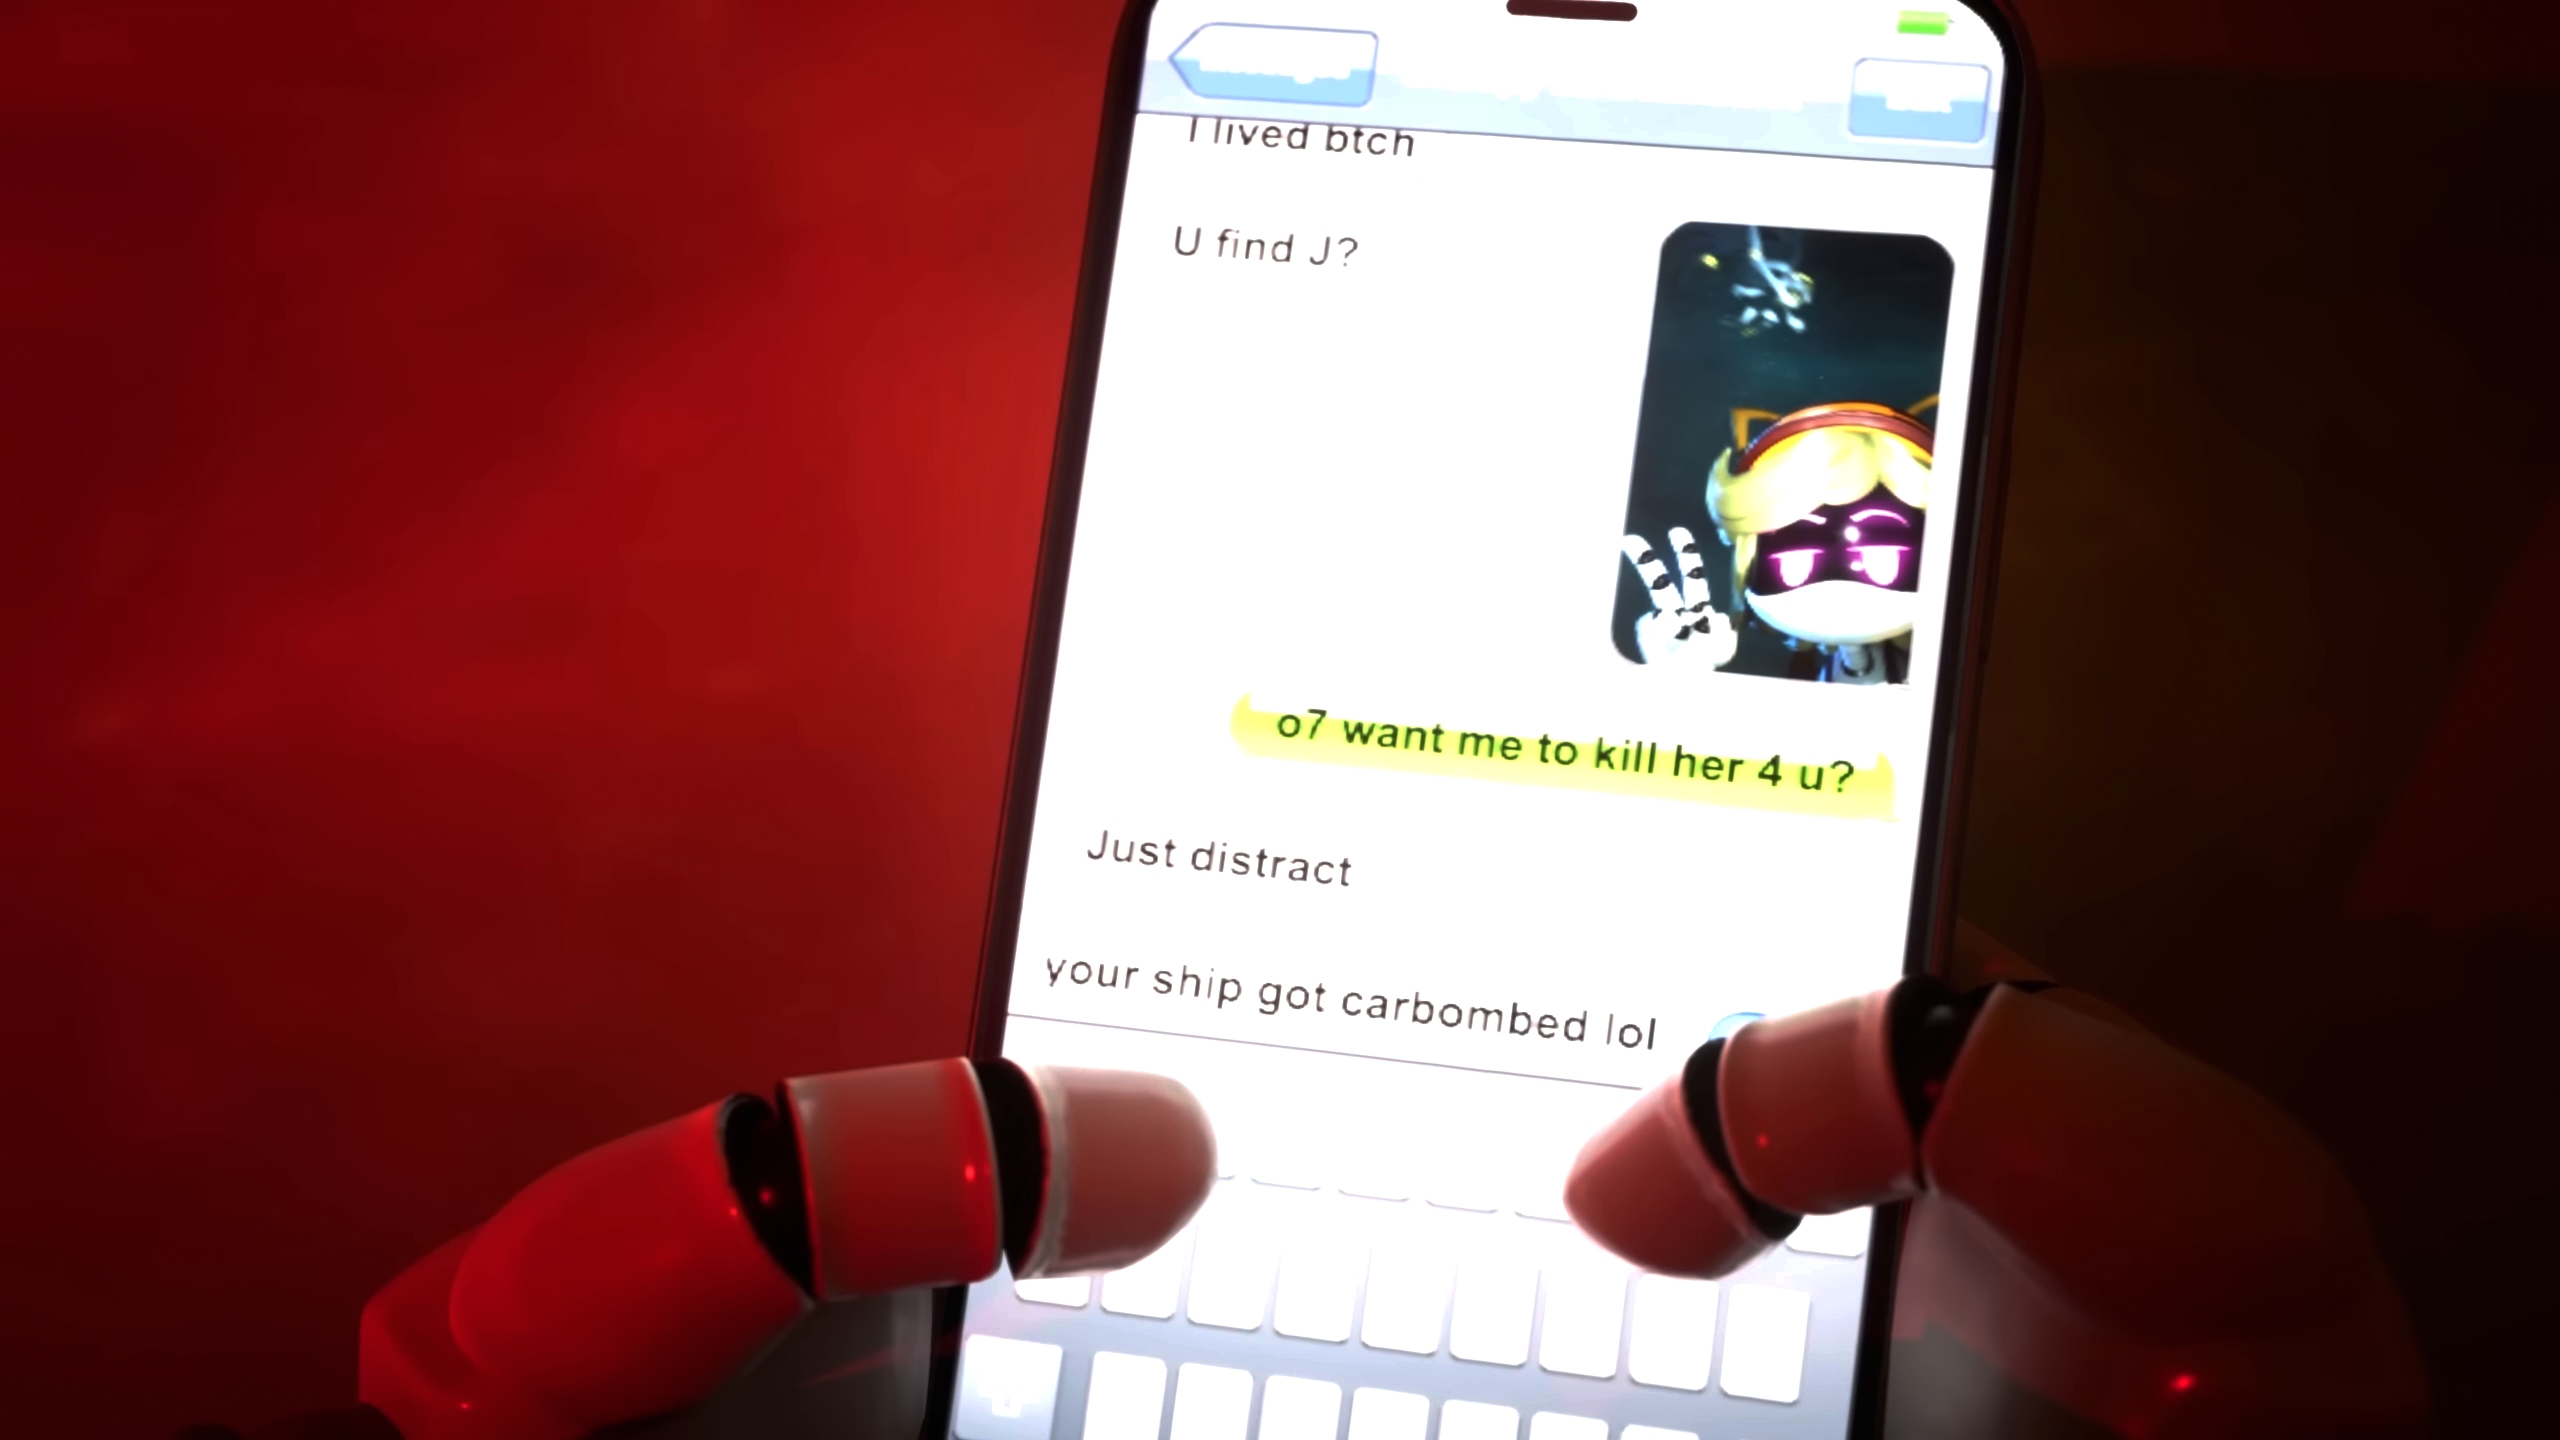 I lived btch
U find J?
o7 want me to kill her 4 u?
Just distract
your ship got carbombed lol